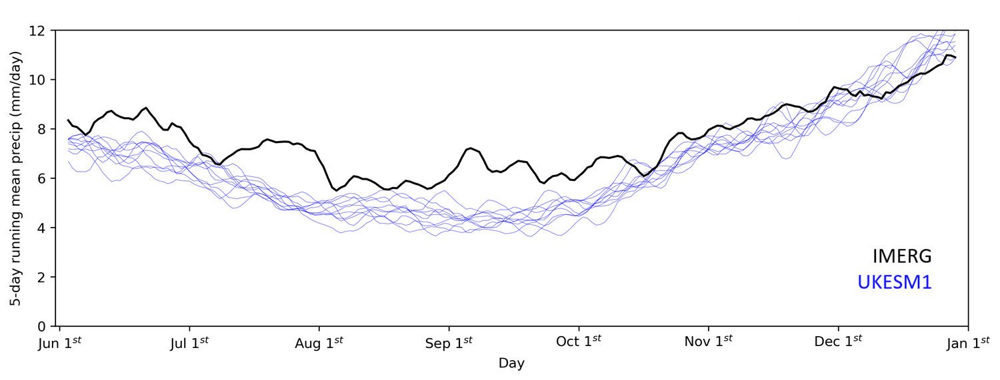 5-day running mean precip (mm/day)
12
10
8
6
4
2
0
Jun 1st
Jul 1st
Aug 1st
Sep 1st
Oct 1st
Nov 1st
Dec 1st
Jan 1st
Day
IMERG
UKESM1